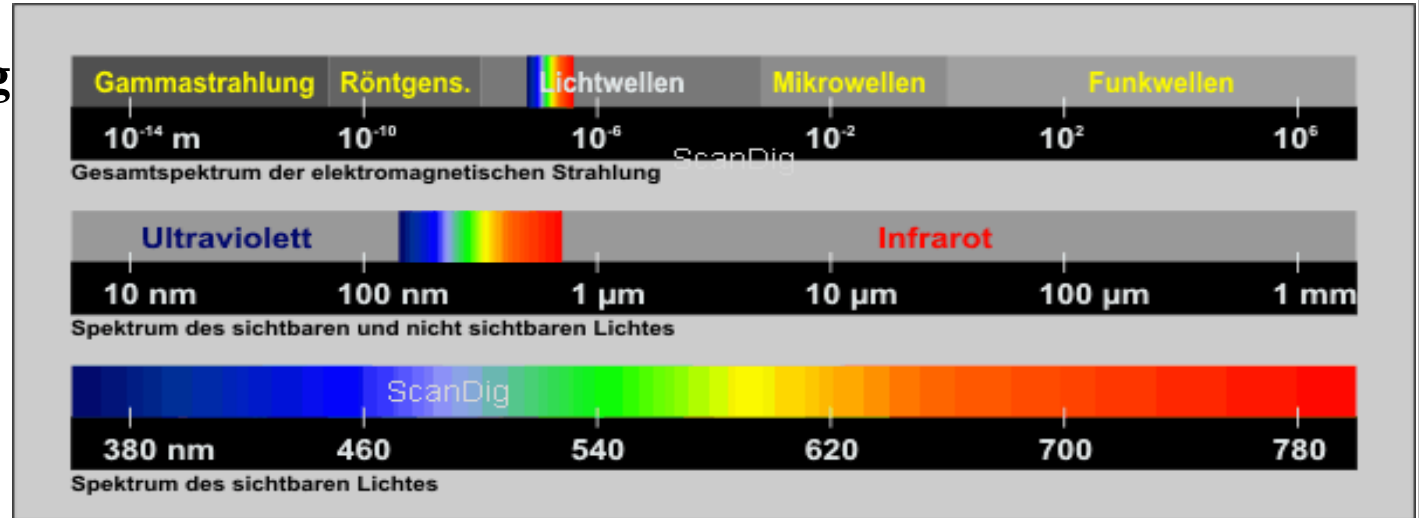 g
Gammastrahlung Röntgens. Lichtwellen Mikrowellen Funkwellen
10⁻¹⁴ m 10⁻¹⁰ 10⁻⁶ 10⁻² 10² 10⁶
ScanDig
Gesamtspektrum der elektromagnetischen Strahlung
Ultraviolett Infrarot
10 nm 100 nm 1 µm 10 µm 100 µm 1 mm
Spektrum des sichtbaren und nicht sichtbaren Lichtes
ScanDig
380 nm 460 540 620 700 780
Spektrum des sichtbaren Lichtes